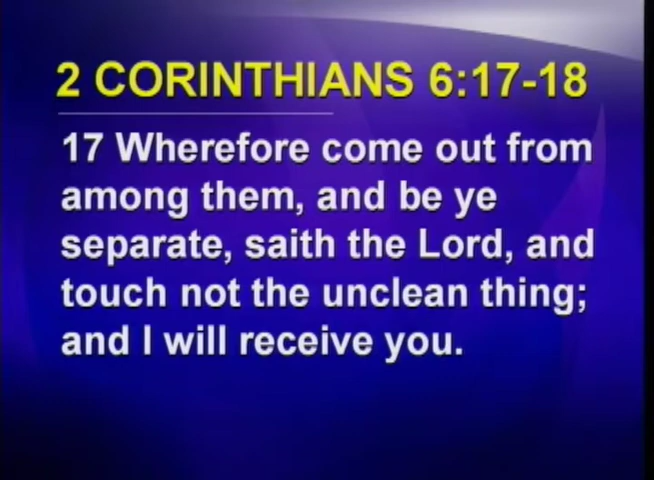 2 CORINTHIANS 6:17-18
17 Wherefore come out from
among them, and be ye
separate, saith the Lord, and
touch not the unclean thing;
and I will receive you.